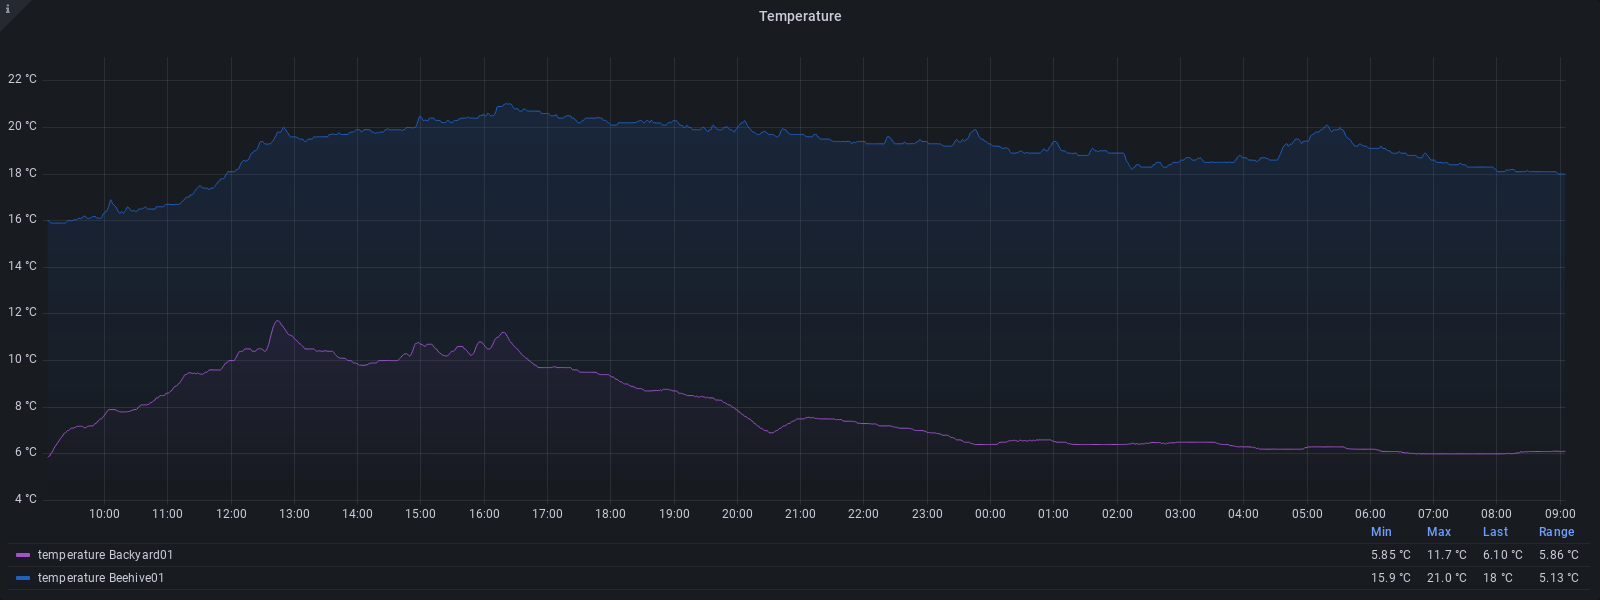 i
Temperature
22 °C
20 °C
18 °C
16 °C
14 °C
12 °C
10 °C
8 °C
6 °C
4 °C
10:00 11:00 12:00 13:00 14:00 15:00 16:00 17:00 18:00 19:00 20:00 21:00 22:00 23:00 00:00 01:00 02:00 03:00 04:00 05:00 06:00 07:00 08:00 09:00
Min Max Last Range
temperature Backyard01 5.85 °C 11.7 °C 6.10 °C 5.86 °C
temperature Beehive01 15.9 °C 21.0 °C 18 °C 5.13 °C